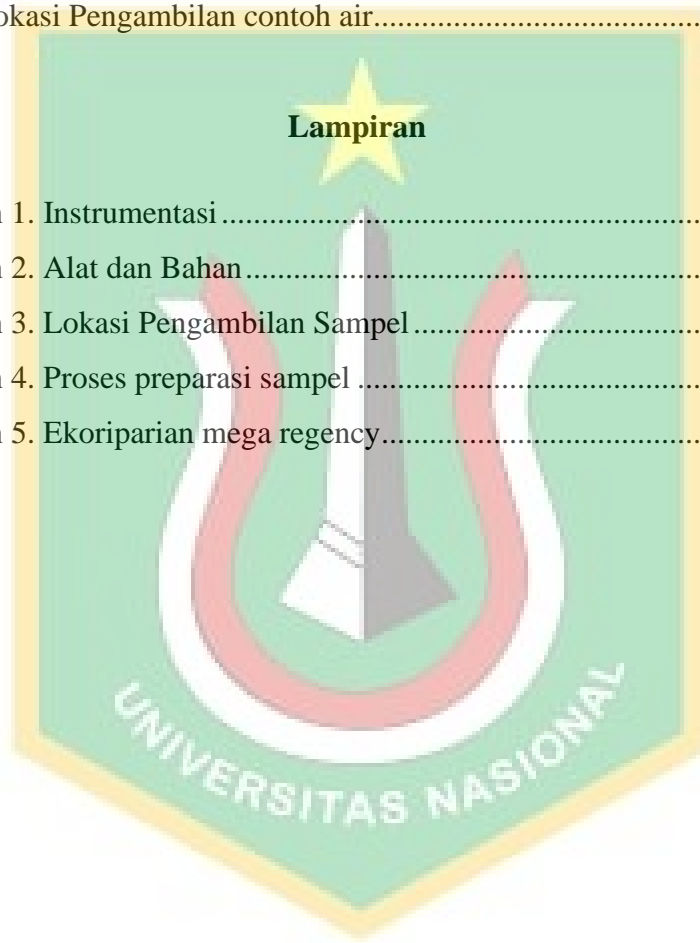 okasi Pengambilan contoh air....................................
Lampiran
1. Instrumentasi............................................................
2. Alat dan Bahan.........................................................
3. Lokasi Pengambilan Sampel....................................
4. Proses preparasi sampel ...........................................
5. Ekoriparian mega regency........................................
UNIVERSITAS NASIONAL